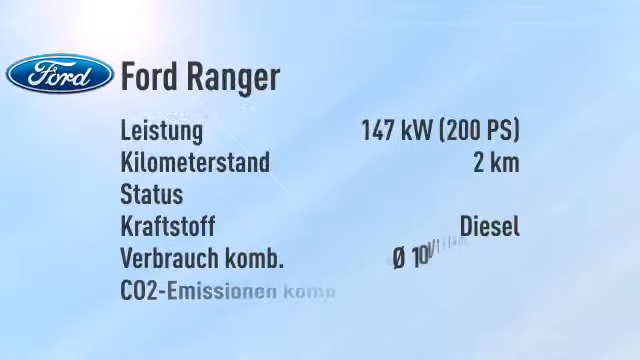 Ford Ford Ranger
Leistung 147 kW (200 PS)
Kilometerstand 2 km
Status
Kraftstoff Diesel
Verbrauch komb. Ø 10
CO2-Emissionen komb